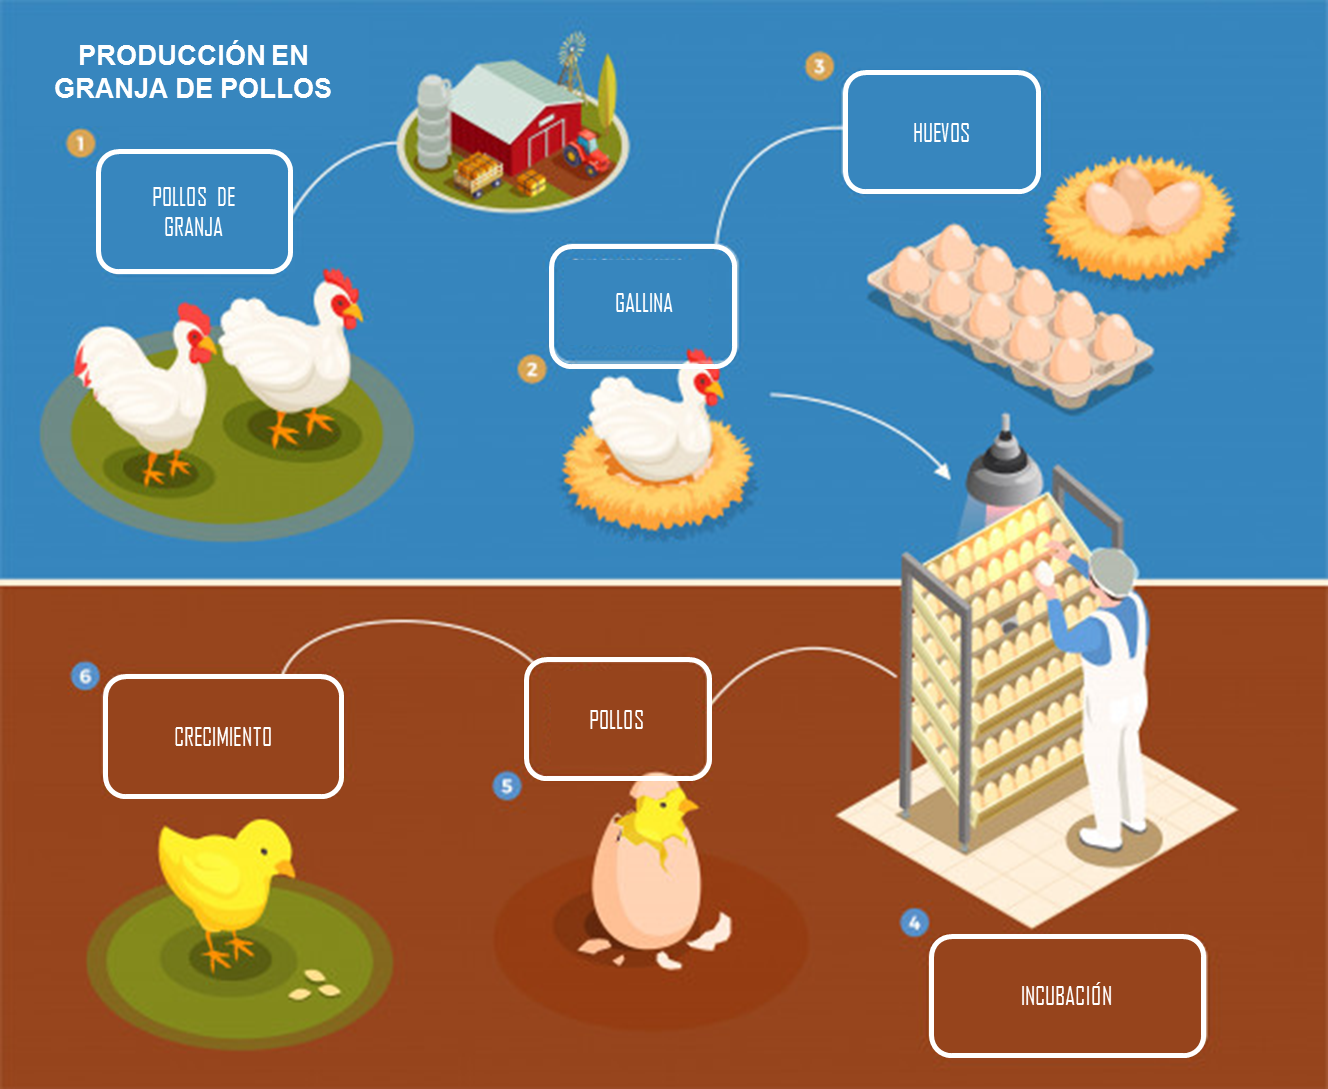 PRODUCCIÓN EN
GRANJA DE POLLOS
1
POLLOS DE
GRANJA
2
GALLINA
3
HUEVOS
4
INCUBACIÓN
5
POLLOS
6
CRECIMIENTO